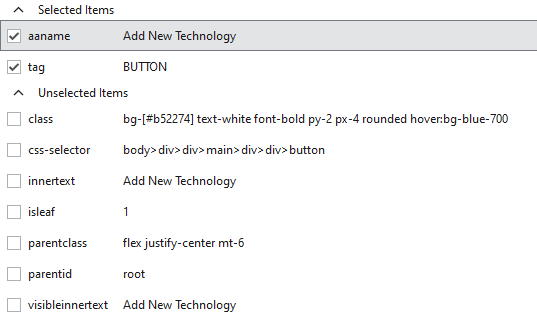 Selected Items
aaname Add New Technology
tag BUTTON
Unselected Items
class bg-[#b52274] text-white font-bold py-2 px-4 rounded hover:bg-blue-700
css-selector body>div>div>main>div>div>button
innertext Add New Technology
isleaf 1
parentclass flex justify-center mt-6
parentid root
visibleinnertext Add New Technology